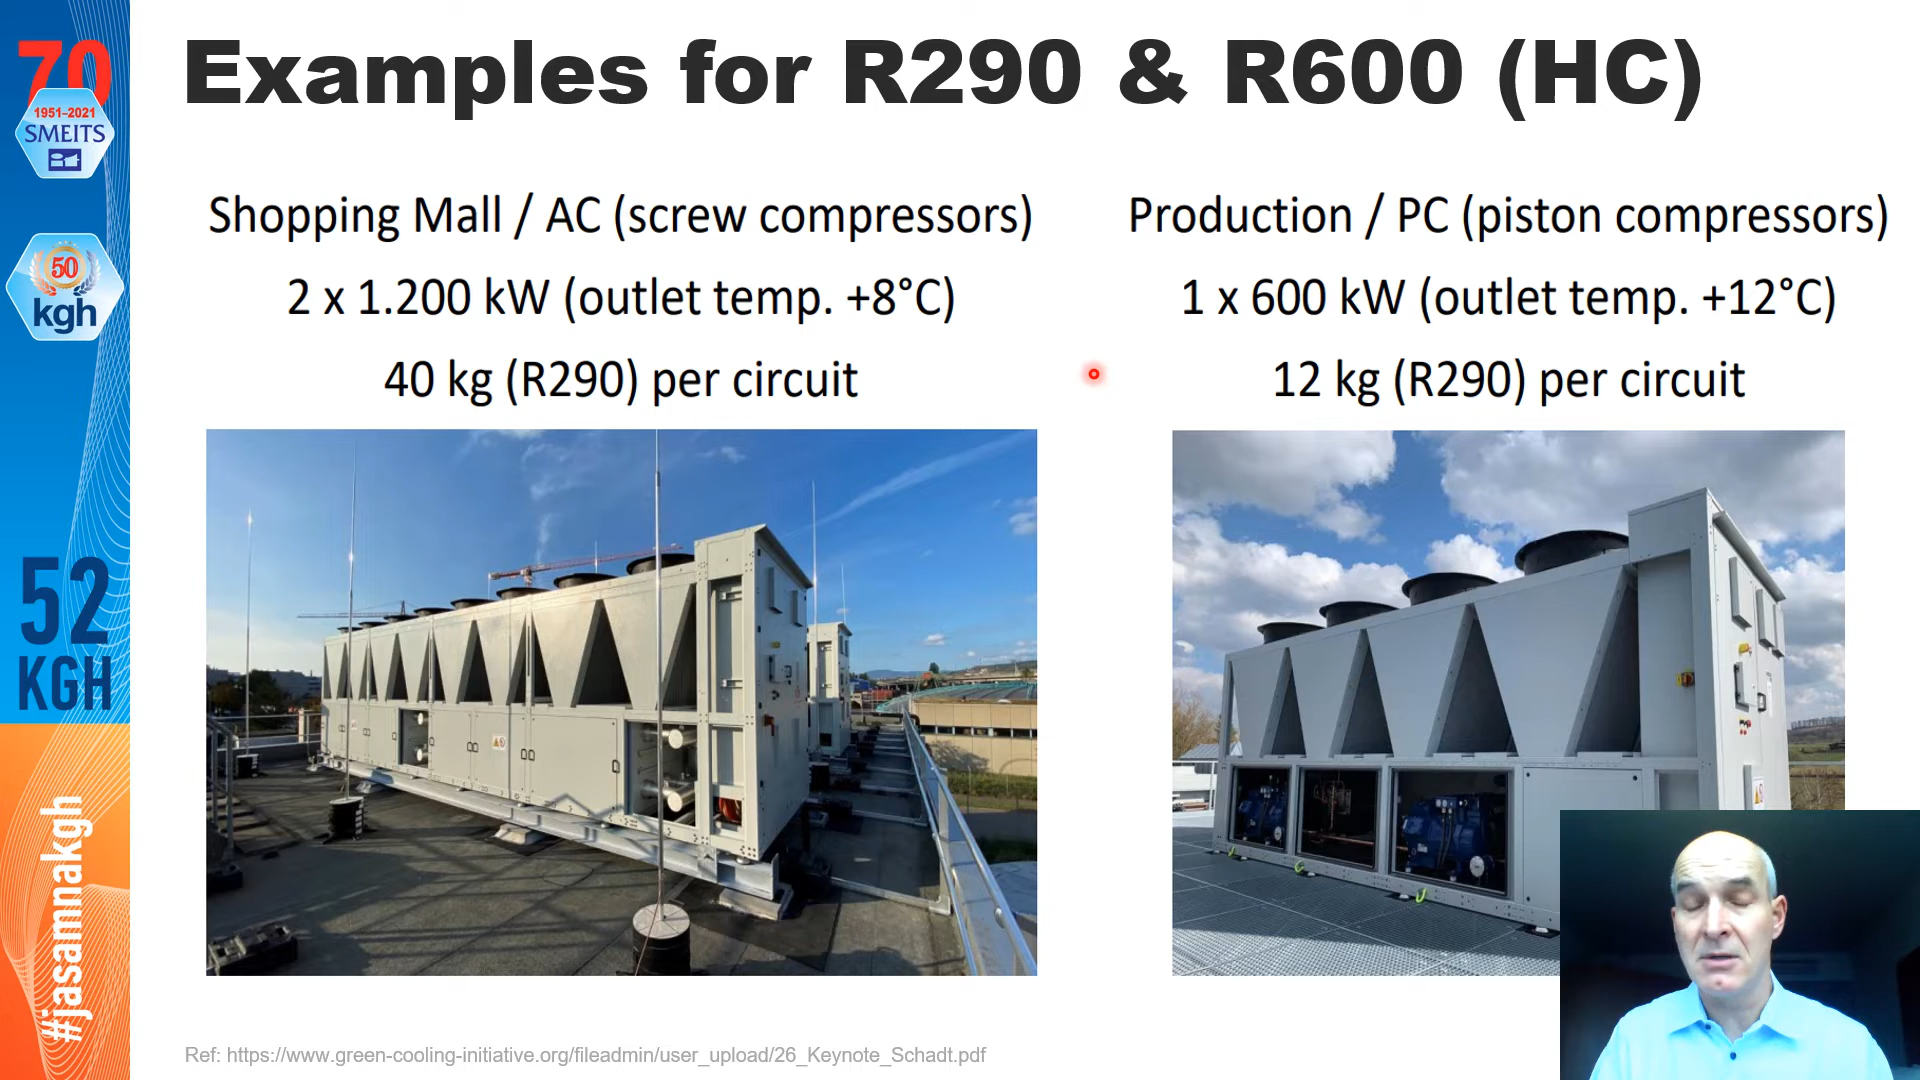 Examples for R290 & R600 (HC)
70
1951–2021
SMEITS
50
kgh
52
KGH
#jasamnakgh
Shopping Mall / AC (screw compressors)
2 x 1.200 kW (outlet temp. +8°C)
40 kg (R290) per circuit
Production / PC (piston compressors)
1 x 600 kW (outlet temp. +12°C)
12 kg (R290) per circuit
Ref: https://www.green-cooling-initiative.org/fileadmin/user_upload/26_Keynote_Schadt.pdf